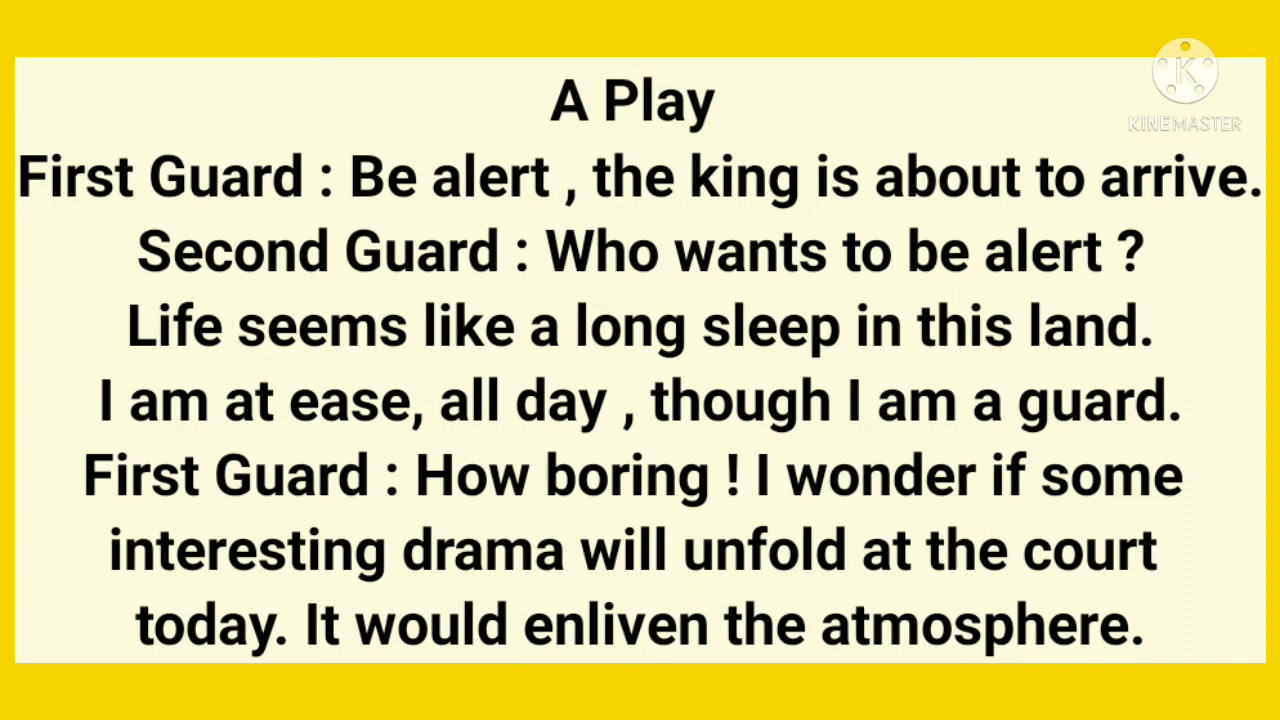 A Play
K
KINEMASTER
First Guard : Be alert , the king is about to arrive.
Second Guard : Who wants to be alert ?
Life seems like a long sleep in this land.
I am at ease, all day , though I am a guard.
First Guard : How boring ! I wonder if some
interesting drama will unfold at the court
today. It would enliven the atmosphere.